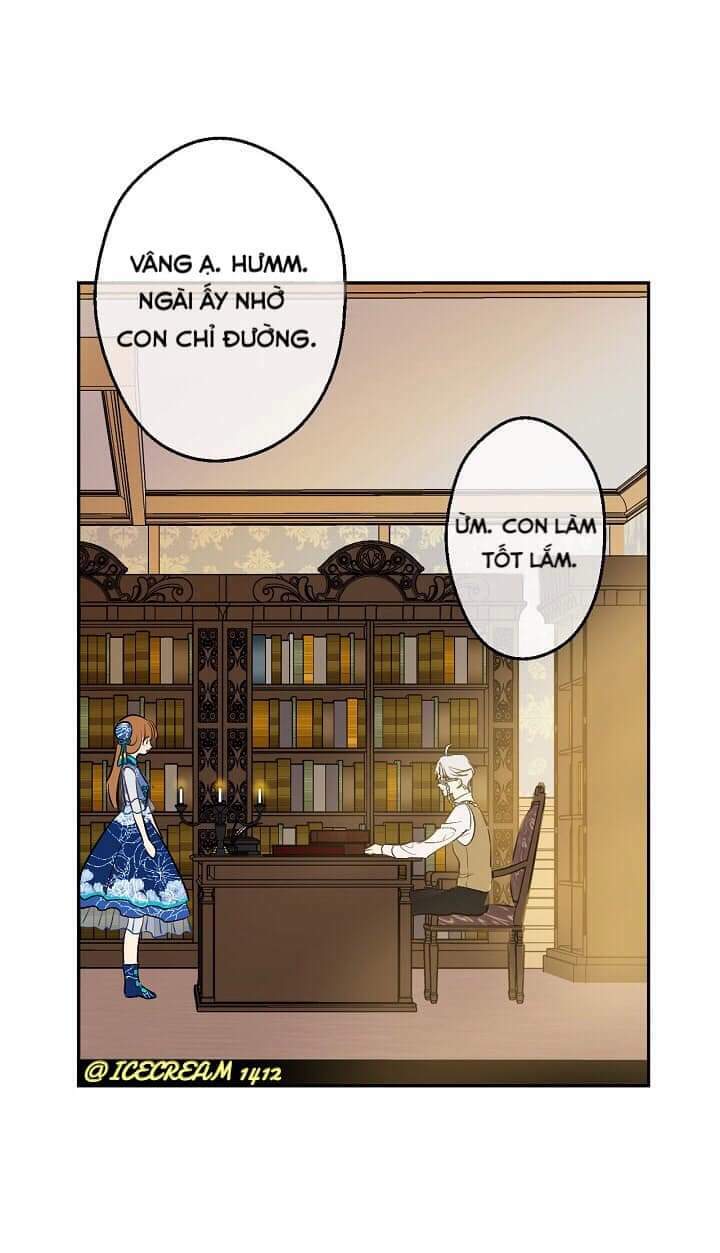 VÂNG Ạ. HƯMM.
NGÀI ẤY NHỜ
CON CHỈ ĐƯỜNG.
ỪM. CON LÀM
TỐT LẮM.
@ ICECREAM 1412